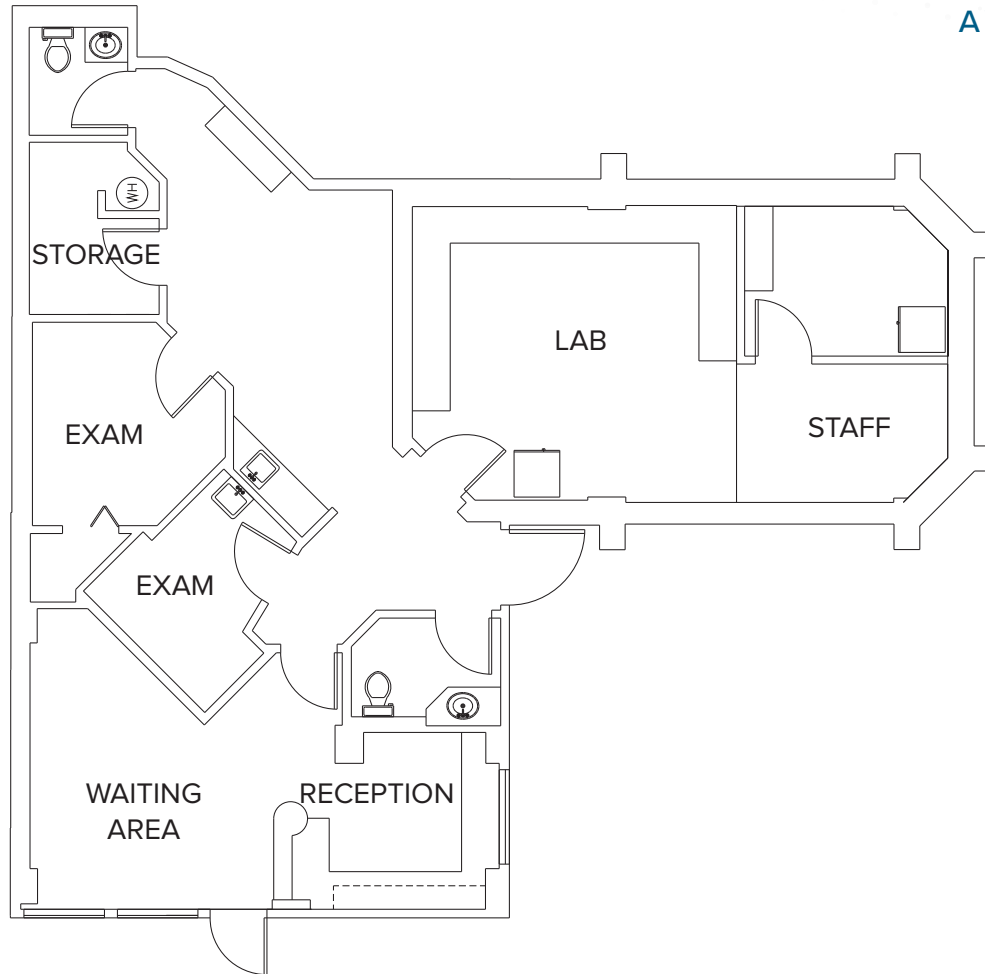 A
WH
STORAGE
LAB
STAFF
EXAM
EXAM
WAITING
AREA
RECEPTION